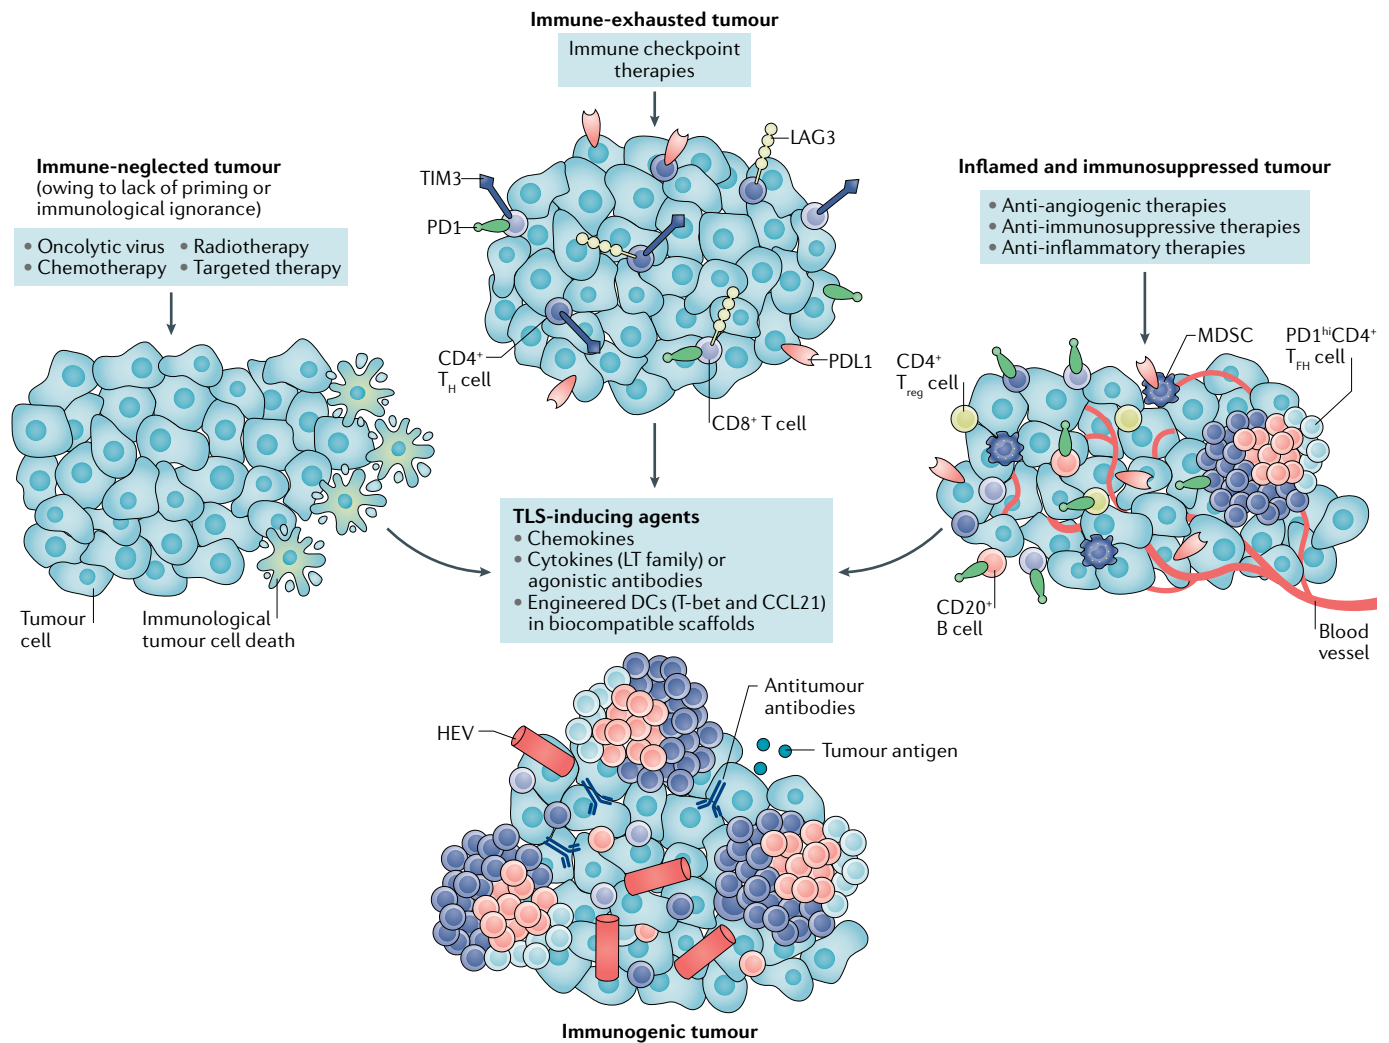 Immune-exhausted tumour
Immune checkpoint
therapies
LAG3
TIM3
PD1
CD4⁺
T_H cell
PDL1
CD8⁺ T cell
Immune-neglected tumour
(owing to lack of priming or
immunological ignorance)
• Oncolytic virus • Radiotherapy
• Chemotherapy • Targeted therapy
Tumour
cell
Immunological
tumour cell death
Inflamed and immunosuppressed tumour
• Anti-angiogenic therapies
• Anti-immunosuppressive therapies
• Anti-inflammatory therapies
MDSC
PD1ʰⁱCD4⁺
T_FH cell
CD4⁺
T_reg cell
CD20⁺
B cell
Blood
vessel
TLS-inducing agents
• Chemokines
• Cytokines (LT family) or
agonistic antibodies
• Engineered DCs (T-bet and CCL21)
in biocompatible scaffolds
HEV
Antitumour
antibodies
Tumour antigen
Immunogenic tumour